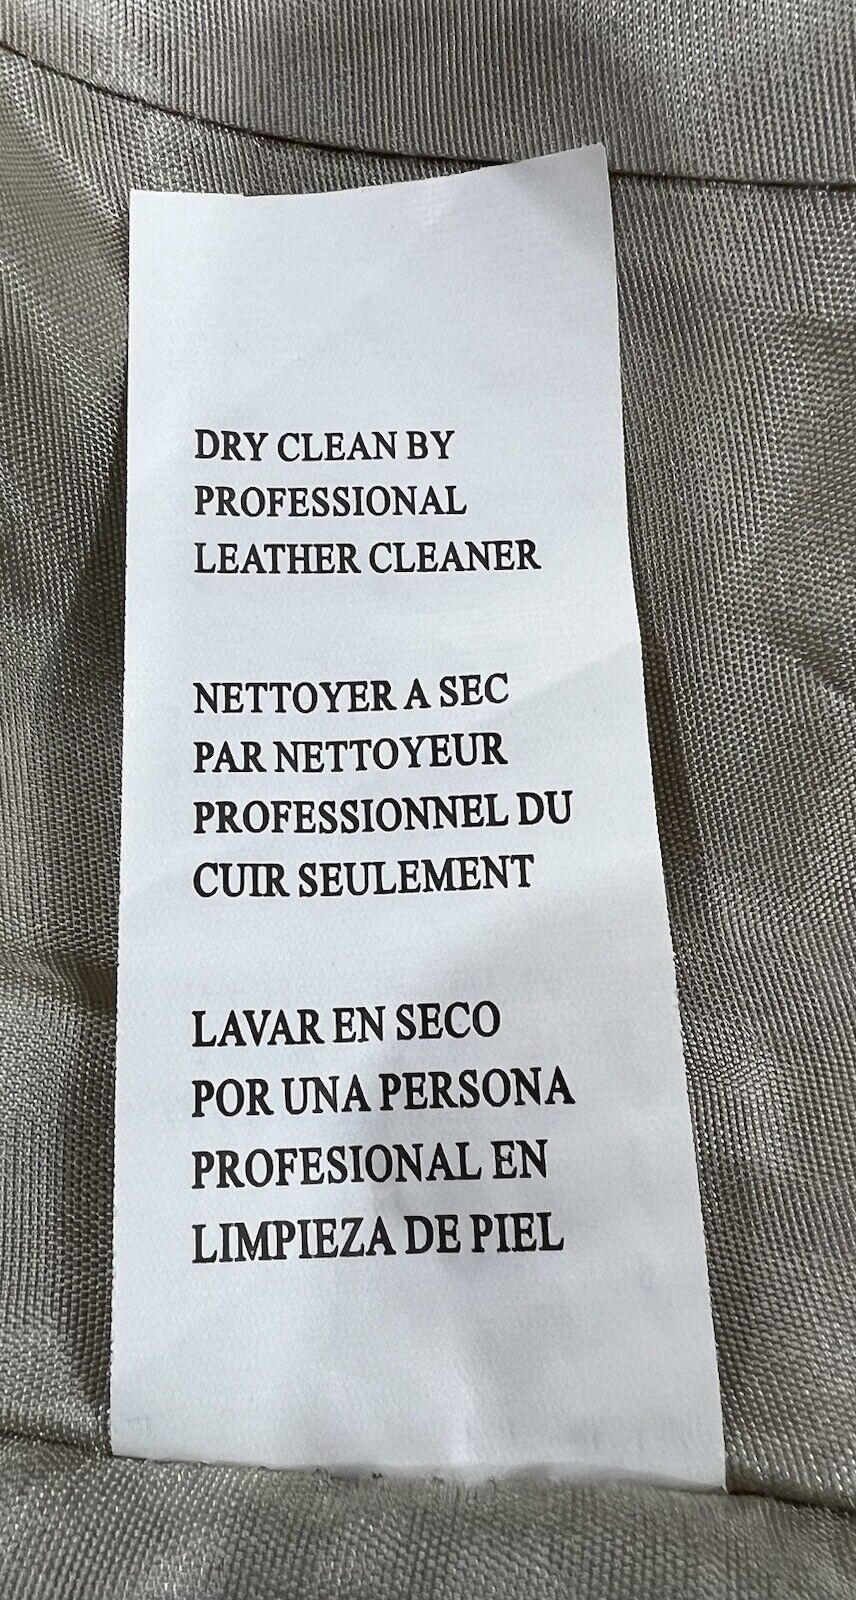 DRY CLEAN BY
PROFESSIONAL
LEATHER CLEANER
NETTOYER A SEC
PAR NETTOYEUR
PROFESSIONNEL DU
CUIR SEULEMENT
LAVAR EN SECO
POR UNA PERSONA
PROFESIONAL EN
LIMPIEZA DE PIEL